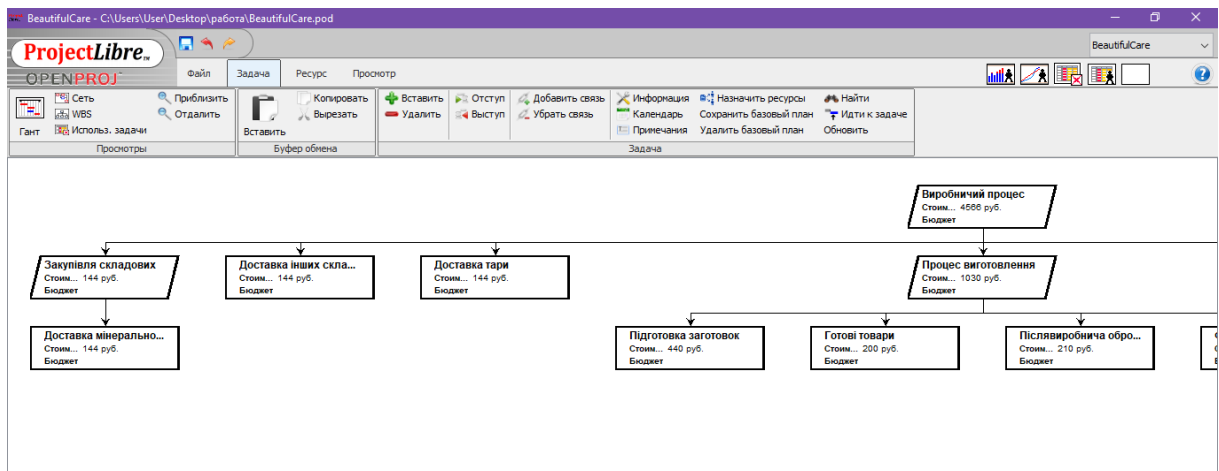 BeautifulCare - C:\Users\User\Desktop\работа\BeautifulCare.pod
ProjectLibre™
OPENPROJ
BeautifulCare
Файл Задача Ресурс Просмотр
Гант
Сеть
WBS
Использ. задачи
Приблизить
Отдалить
Просмотры
Вставить
Копировать
Вырезать
Буфер обмена
Вставить
Удалить
Отступ
Выступ
Добавить связь
Убрать связь
Информация
Календарь
Примечания
Назначить ресурсы
Сохранить базовый план
Удалить базовый план
Найти
Идти к задаче
Обновить
Задача
Виробничий процес
Стоим... 4566 руб.
Бюджет
Закупівля складових
Стоим... 144 руб.
Бюджет
Доставка інших скла...
Стоим... 144 руб.
Бюджет
Доставка тари
Стоим... 144 руб.
Бюджет
Процес виготовлення
Стоим... 1030 руб.
Бюджет
Доставка мінерально...
Стоим... 144 руб.
Бюджет
Підготовка заготовок
Стоим... 440 руб.
Бюджет
Готові товари
Стоим... 200 руб.
Бюджет
Післявиробнича обро...
Стоим... 210 руб.
Бюджет